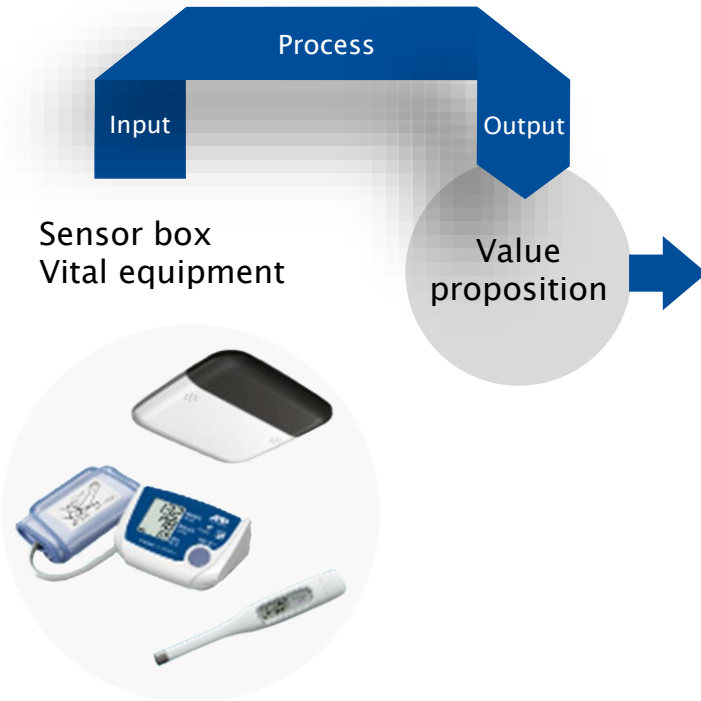 Process
Input
Output
Sensor box
Vital equipment
Value
proposition